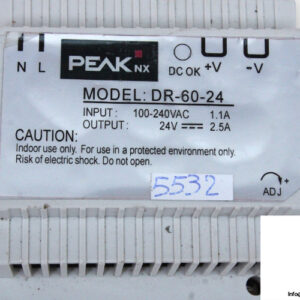 N L PEAK NX DC OK +V -V
MODEL: DR-60-24
INPUT: 100-240VAC 1.1A
OUTPUT: 24V 2.5A
CAUTION:
Indoor use only. For use in a protected environment only.
Risk of electric shock. Do not open.
5532
ADJ